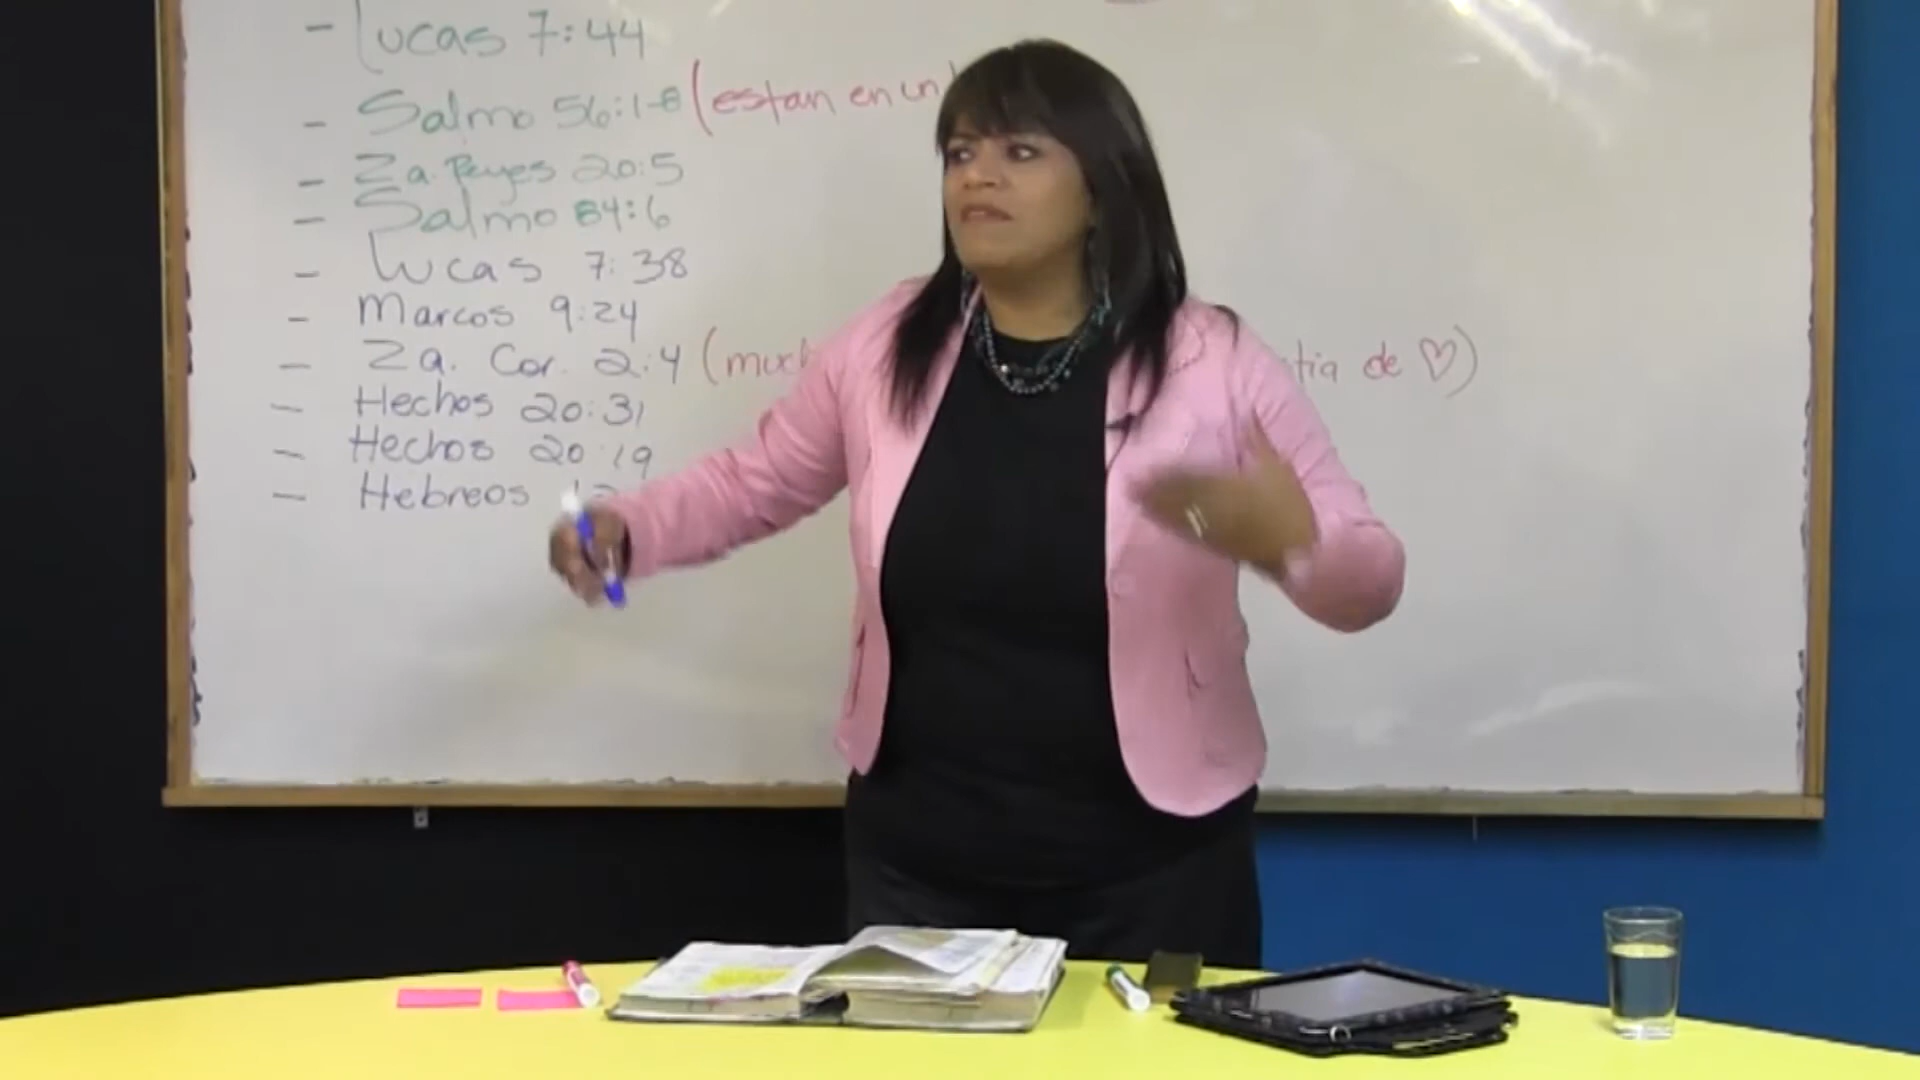 - Lucas 7:44
- Salmo 56:1-8 (estan en un
- 2a. Reyes 20:5
- Salmo 84:6
- Lucas 7:38
- Marcos 9:24
- 2a. Cor. 2:4 (much tia de ♡)
- Hechos 20:31
- Hechos 20:19
- Hebreos 12